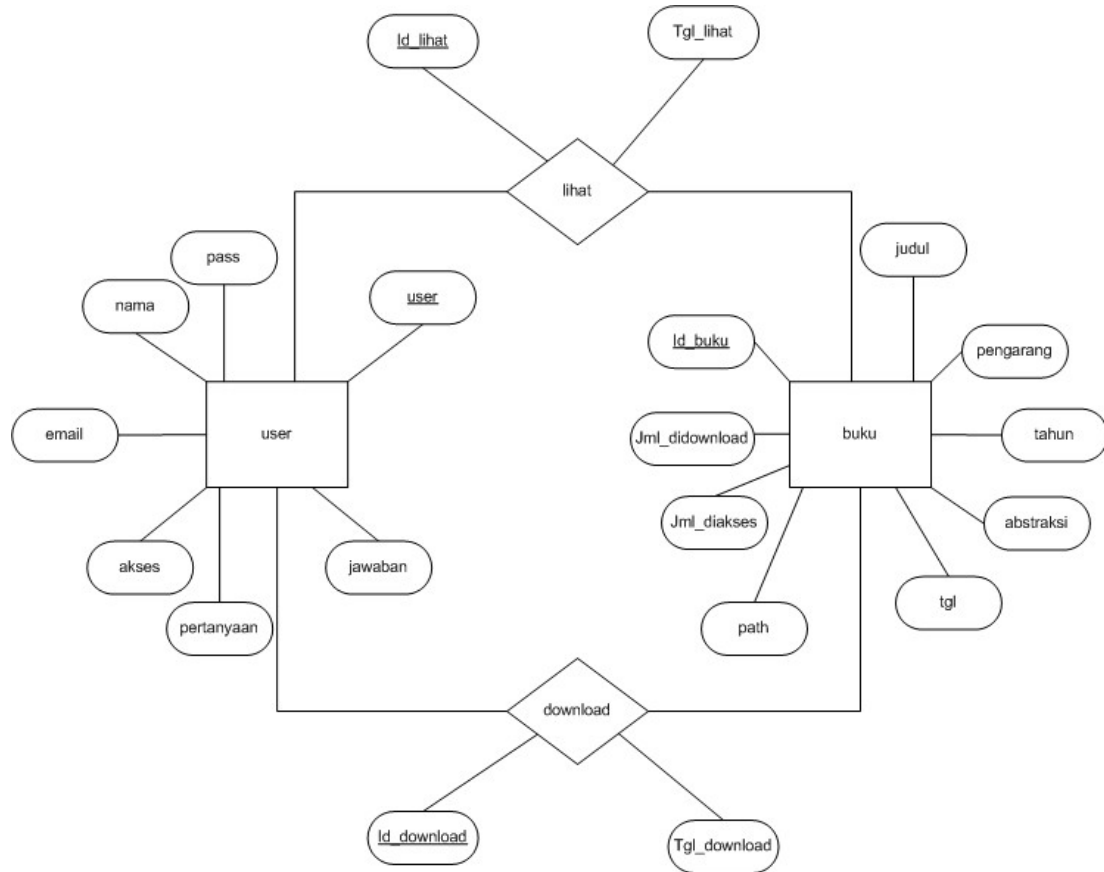 Id_lihat
Tgl_lihat
lihat
pass
judul
nama
user
Id_buku
pengarang
email
user
Jml_didownload
buku
tahun
Jml_diakses
abstraksi
akses
jawaban
tgl
pertanyaan
path
download
Id_download
Tgl_download